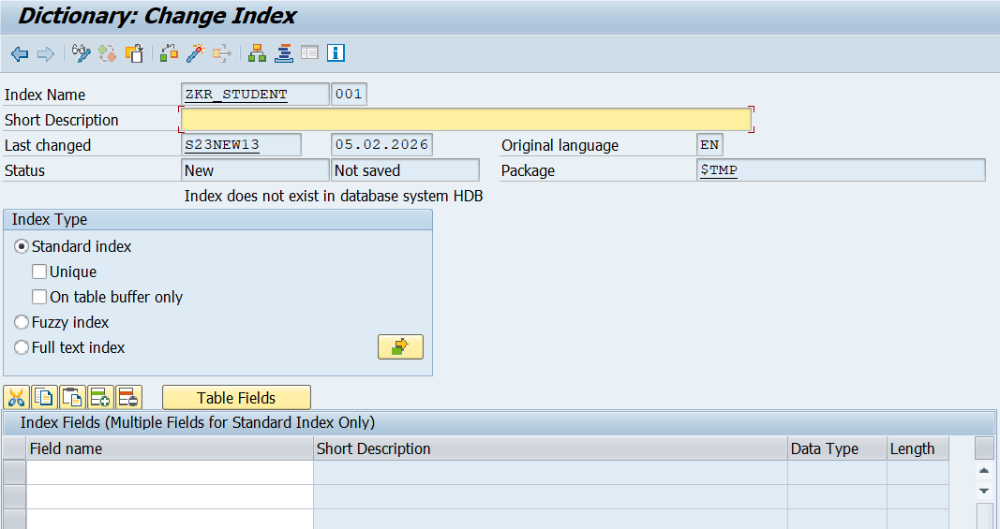 Dictionary: Change Index
Index Name ZKR_STUDENT 001
Short Description
Last changed S23NEW13 05.02.2026 Original language EN
Status New Not saved Package $TMP
Index does not exist in database system HDB
Index Type
Standard index
Unique
On table buffer only
Fuzzy index
Full text index
Table Fields
Index Fields (Multiple Fields for Standard Index Only)
Field name Short Description Data Type Length